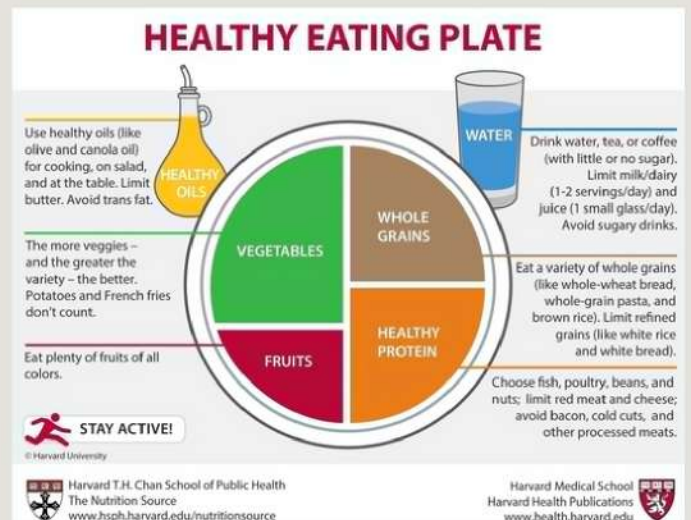 HEALTHY EATING PLATE
Use healthy oils (like
olive and canola oil)
for cooking, on salad,
and at the table. Limit
butter. Avoid trans fat.
HEALTHY
OILS
The more veggies –
and the greater the
variety – the better.
Potatoes and French fries
don't count.
Eat plenty of fruits of all
colors.
VEGETABLES
FRUITS
WHOLE
GRAINS
HEALTHY
PROTEIN
WATER
Drink water, tea, or coffee
(with little or no sugar).
Limit milk/dairy
(1-2 servings/day) and
juice (1 small glass/day).
Avoid sugary drinks.
Eat a variety of whole grains
(like whole-wheat bread,
whole-grain pasta, and
brown rice). Limit refined
grains (like white rice
and white bread).
Choose fish, poultry, beans, and
nuts; limit red meat and cheese;
avoid bacon, cold cuts, and
other processed meats.
STAY ACTIVE!
© Harvard University
Harvard T.H. Chan School of Public Health
The Nutrition Source
www.hsph.harvard.edu/nutritionsource
Harvard Medical School
Harvard Health Publications
www.health.harvard.edu